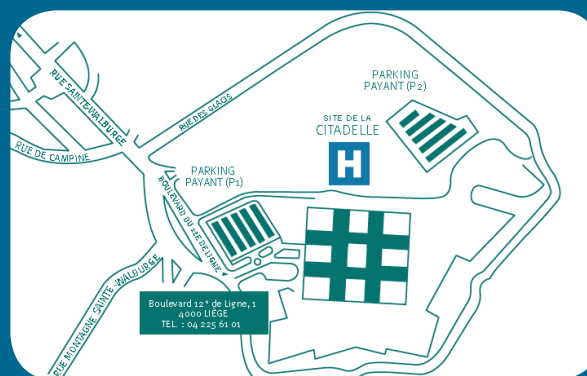 PARKING
PAYANT (P2)
RUE SAINTE-WALBURGE
RUE DES GLACIS
SITE DE LA
CITADELLE
H
RUE DE CAMPINE
PARKING
PAYANT (P1)
BOULEVARD DU 12E DE LIGNE
RUE MONTAGNE SAINTE-WALBURGE
Boulevard 12e de Ligne, 1
4000 LIÈGE
TEL. : 04 225 61 01